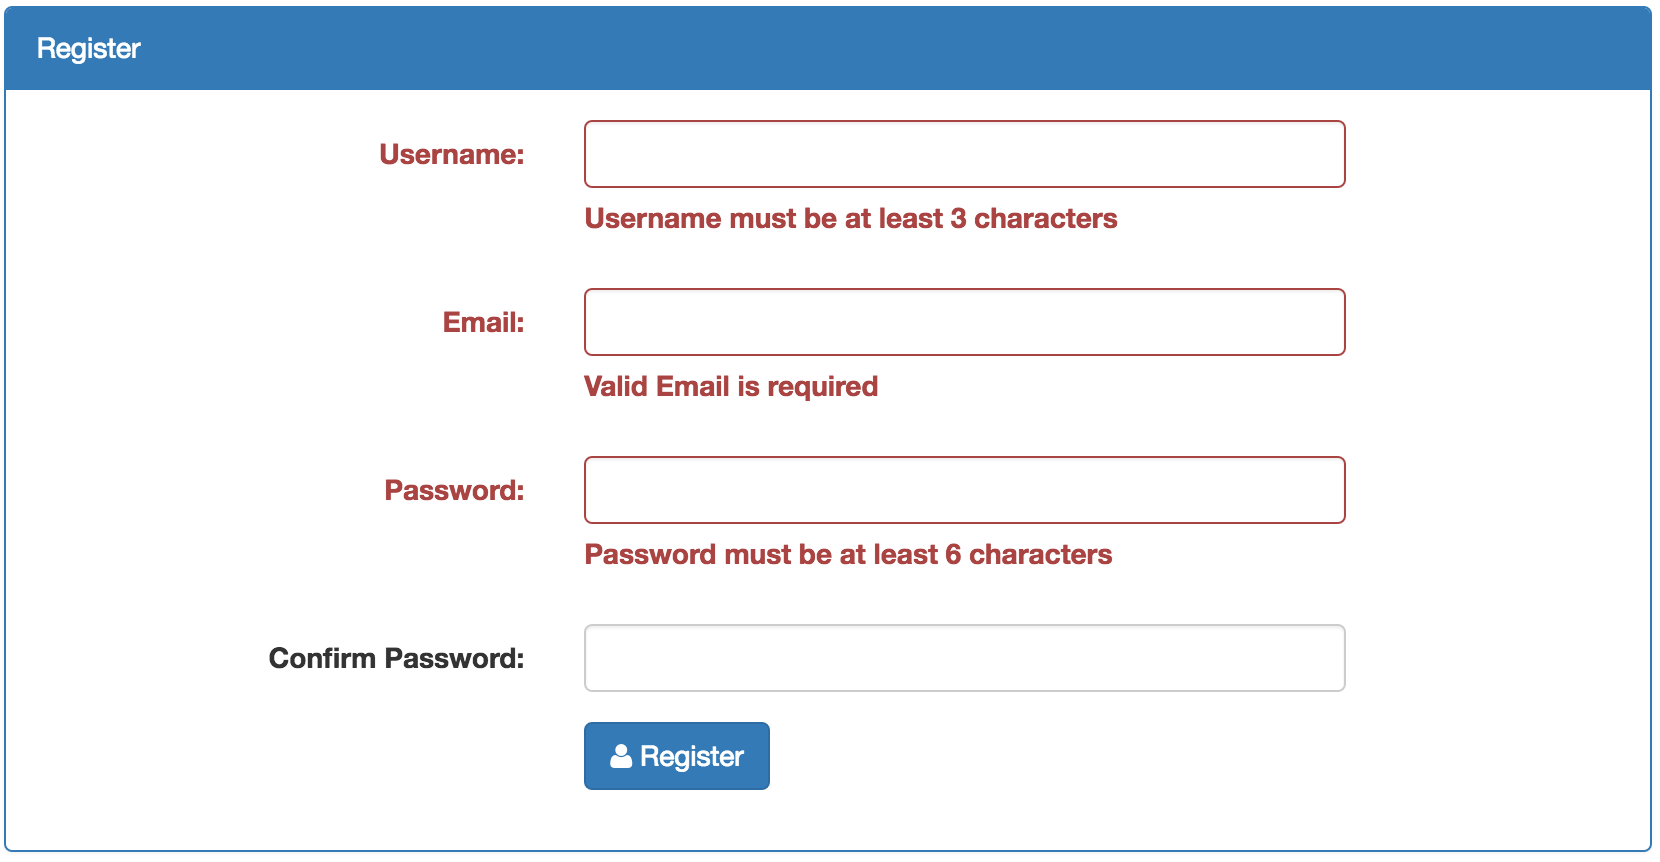 Register
Username:
Username must be at least 3 characters
Email:
Valid Email is required
Password:
Password must be at least 6 characters
Confirm Password:
Register